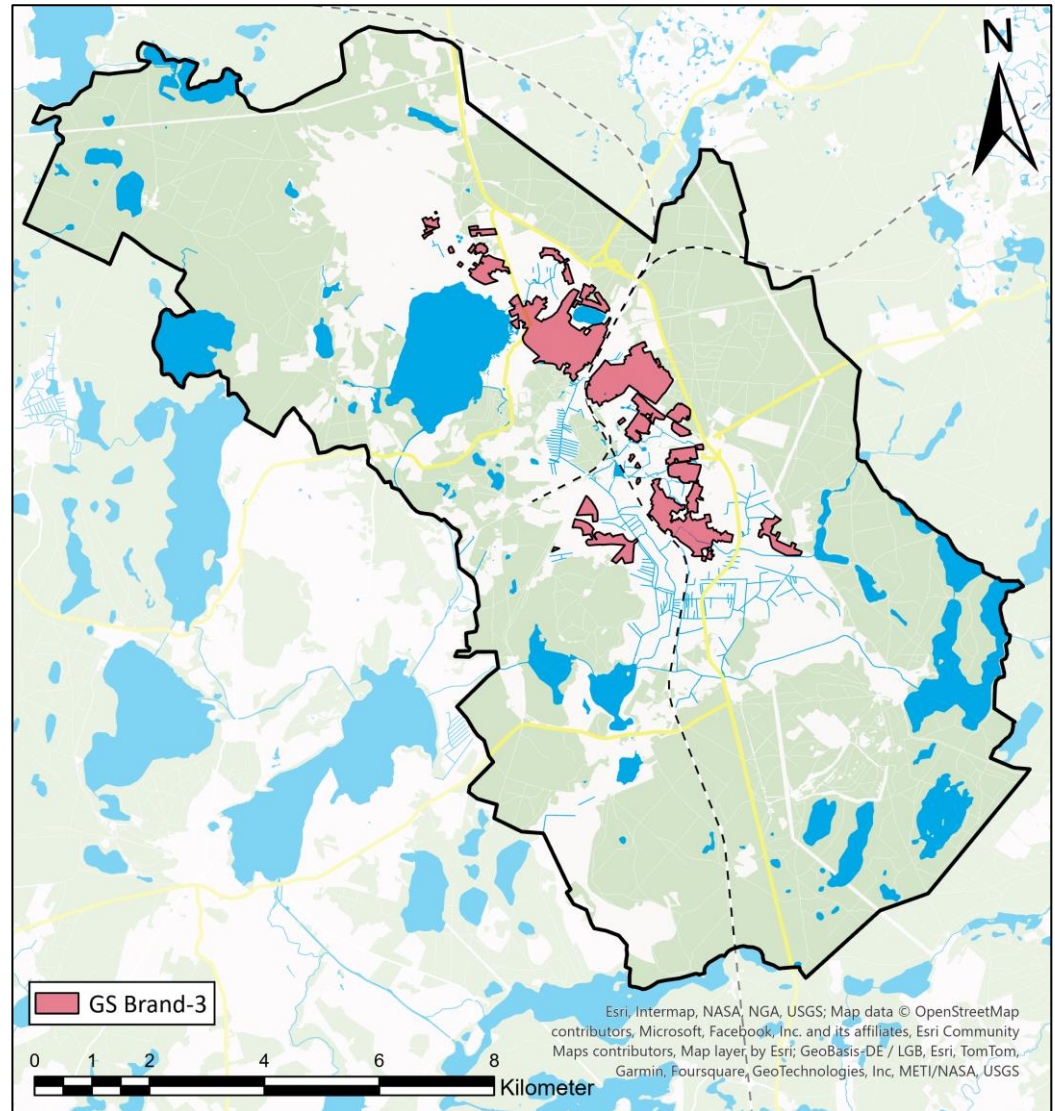 N
GS Brand-3
Esri, Intermap, NASA, NGA, USGS; Map data © OpenStreetMap
contributors, Microsoft, Facebook, Inc. and its affiliates, Esri Community
Maps contributors, Map layer by Esri; GeoBasis-DE / LGB, Esri, TomTom,
Garmin, Foursquare, GeoTechnologies, Inc, METI/NASA, USGS
0 1 2 4 6 8
Kilometer